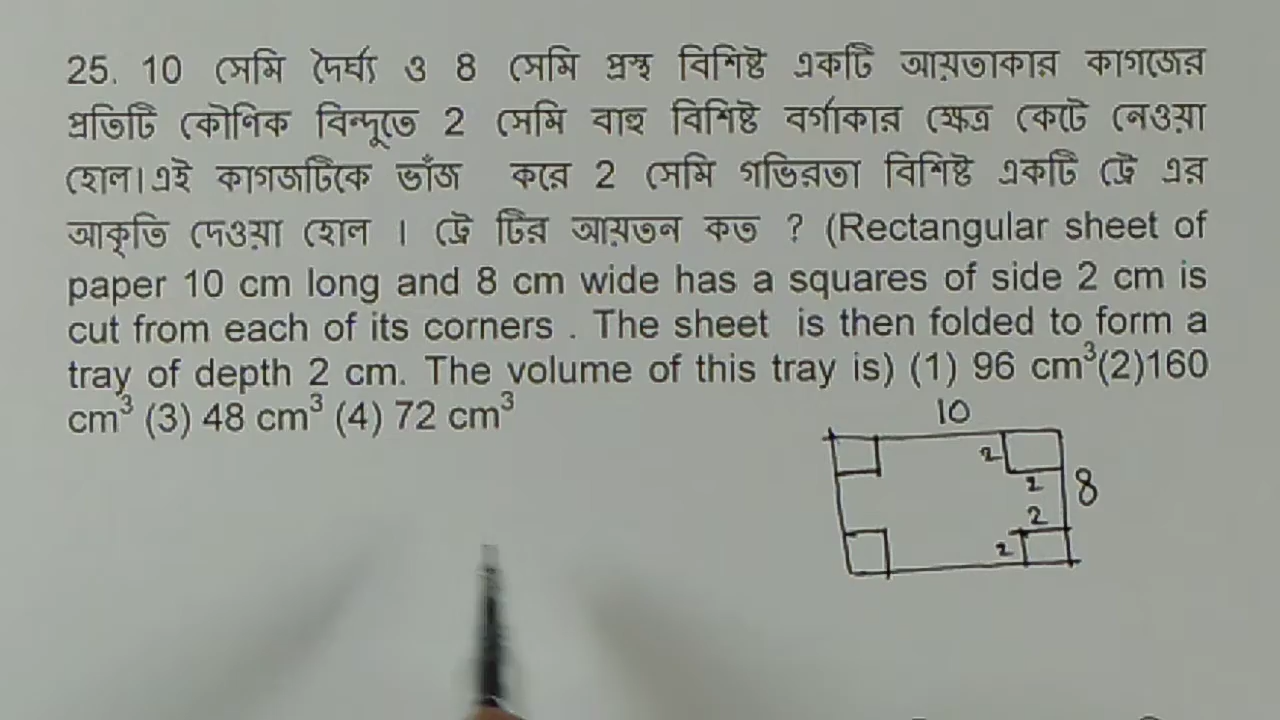 25. 10 সেমি দৈর্ঘ্য ও 8 সেমি প্রস্থ বিশিষ্ট একটি আয়তাকার কাগজের
প্রতিটি কৌণিক বিন্দুতে 2 সেমি বাহু বিশিষ্ট বর্গাকার ক্ষেত্র কেটে নেওয়া
হোল।এই কাগজটিকে ভাঁজ করে 2 সেমি গভিরতা বিশিষ্ট একটি ট্রে এর
আকৃতি দেওয়া হোল । ট্রে টির আয়তন কত ? (Rectangular sheet of
paper 10 cm long and 8 cm wide has a squares of side 2 cm is
cut from each of its corners . The sheet is then folded to form a
tray of depth 2 cm. The volume of this tray is) (1) 96 cm³(2)160
cm³ (3) 48 cm³ (4) 72 cm³
10
2
2
8
2
2